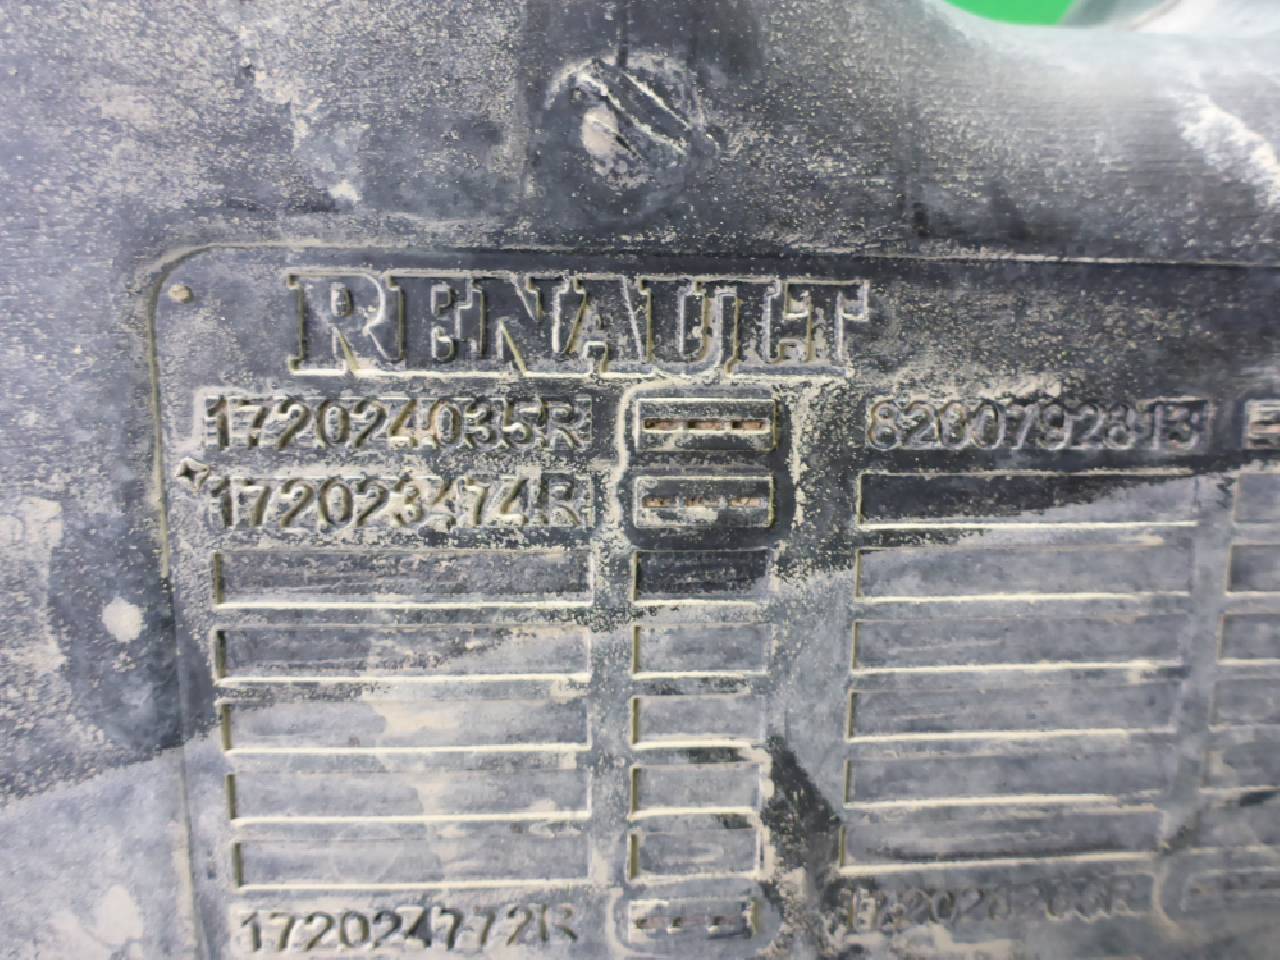 RENAULT
172024035R --- 8200792813
172023474R ---
172024772R ---